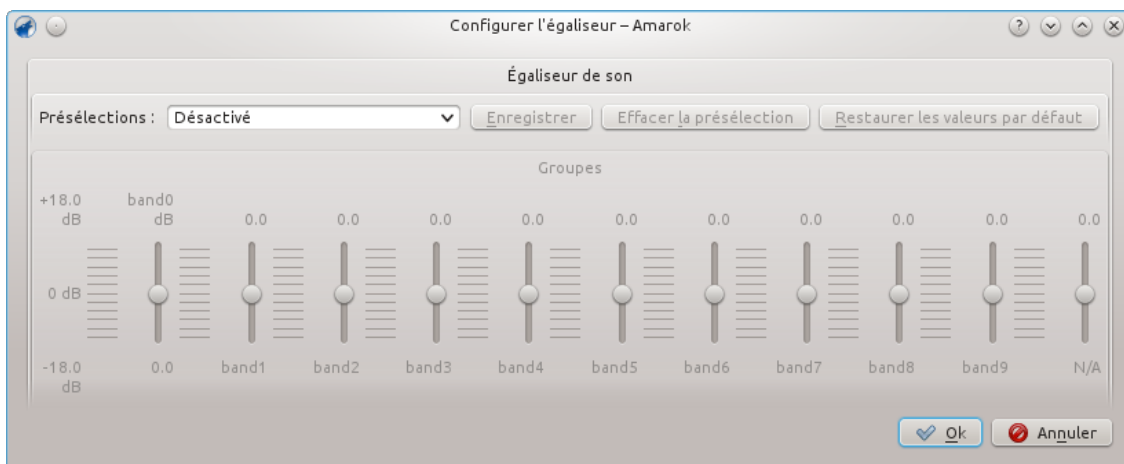 Configurer l'égaliseur – Amarok
Égaliseur de son
Présélections : Désactivé Enregistrer Effacer la présélection Restaurer les valeurs par défaut
Groupes
+18.0 band0
dB dB 0.0 0.0 0.0 0.0 0.0 0.0 0.0 0.0 0.0 0.0
0 dB
-18.0 0.0 band1 band2 band3 band4 band5 band6 band7 band8 band9 N/A
dB
Ok Annuler